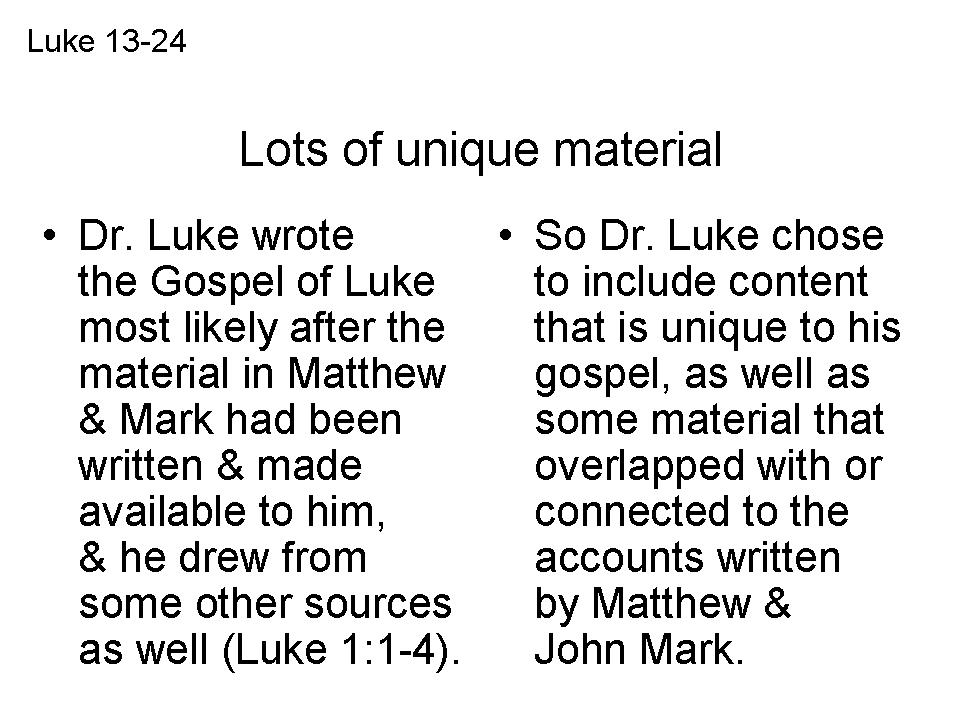 Luke 13-24
Lots of unique material
• Dr. Luke wrote
the Gospel of Luke
most likely after the
material in Matthew
& Mark had been
written & made
available to him,
& he drew from
some other sources
as well (Luke 1:1-4).
• So Dr. Luke chose
to include content
that is unique to his
gospel, as well as
some material that
overlapped with or
connected to the
accounts written
by Matthew &
John Mark.